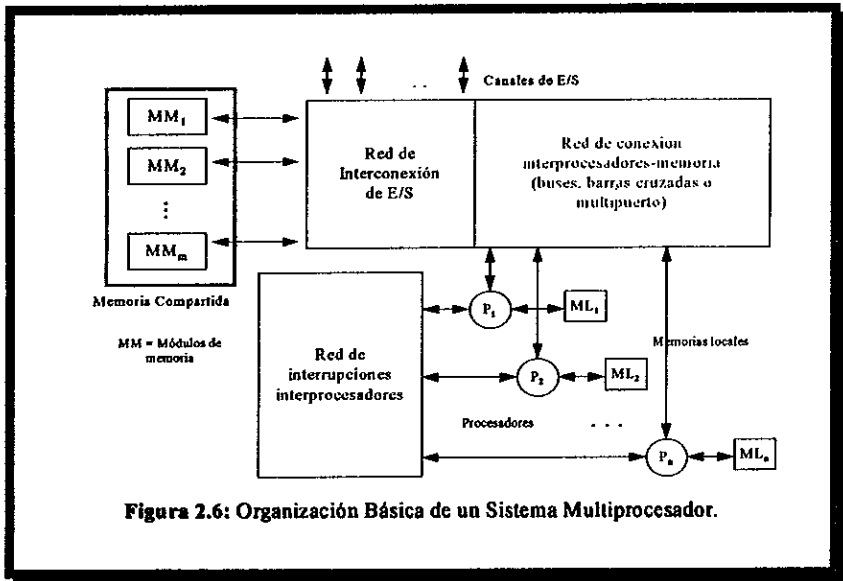 Canales de E/S
MM1
MM2
MMm
Memoria Compartida
MM = Módulos de
memoria
Red de
Interconexión
de E/S
Red de conexion
interprocesadores-memoria
(buses, barras cruzadas o
multipuerto)
Red de
interrupciones
interprocesadores
P1
ML1
Memorias locales
P2
ML2
Procesadores
. . .
Pn
MLn
Figura 2.6: Organización Básica de un Sistema Multiprocesador.